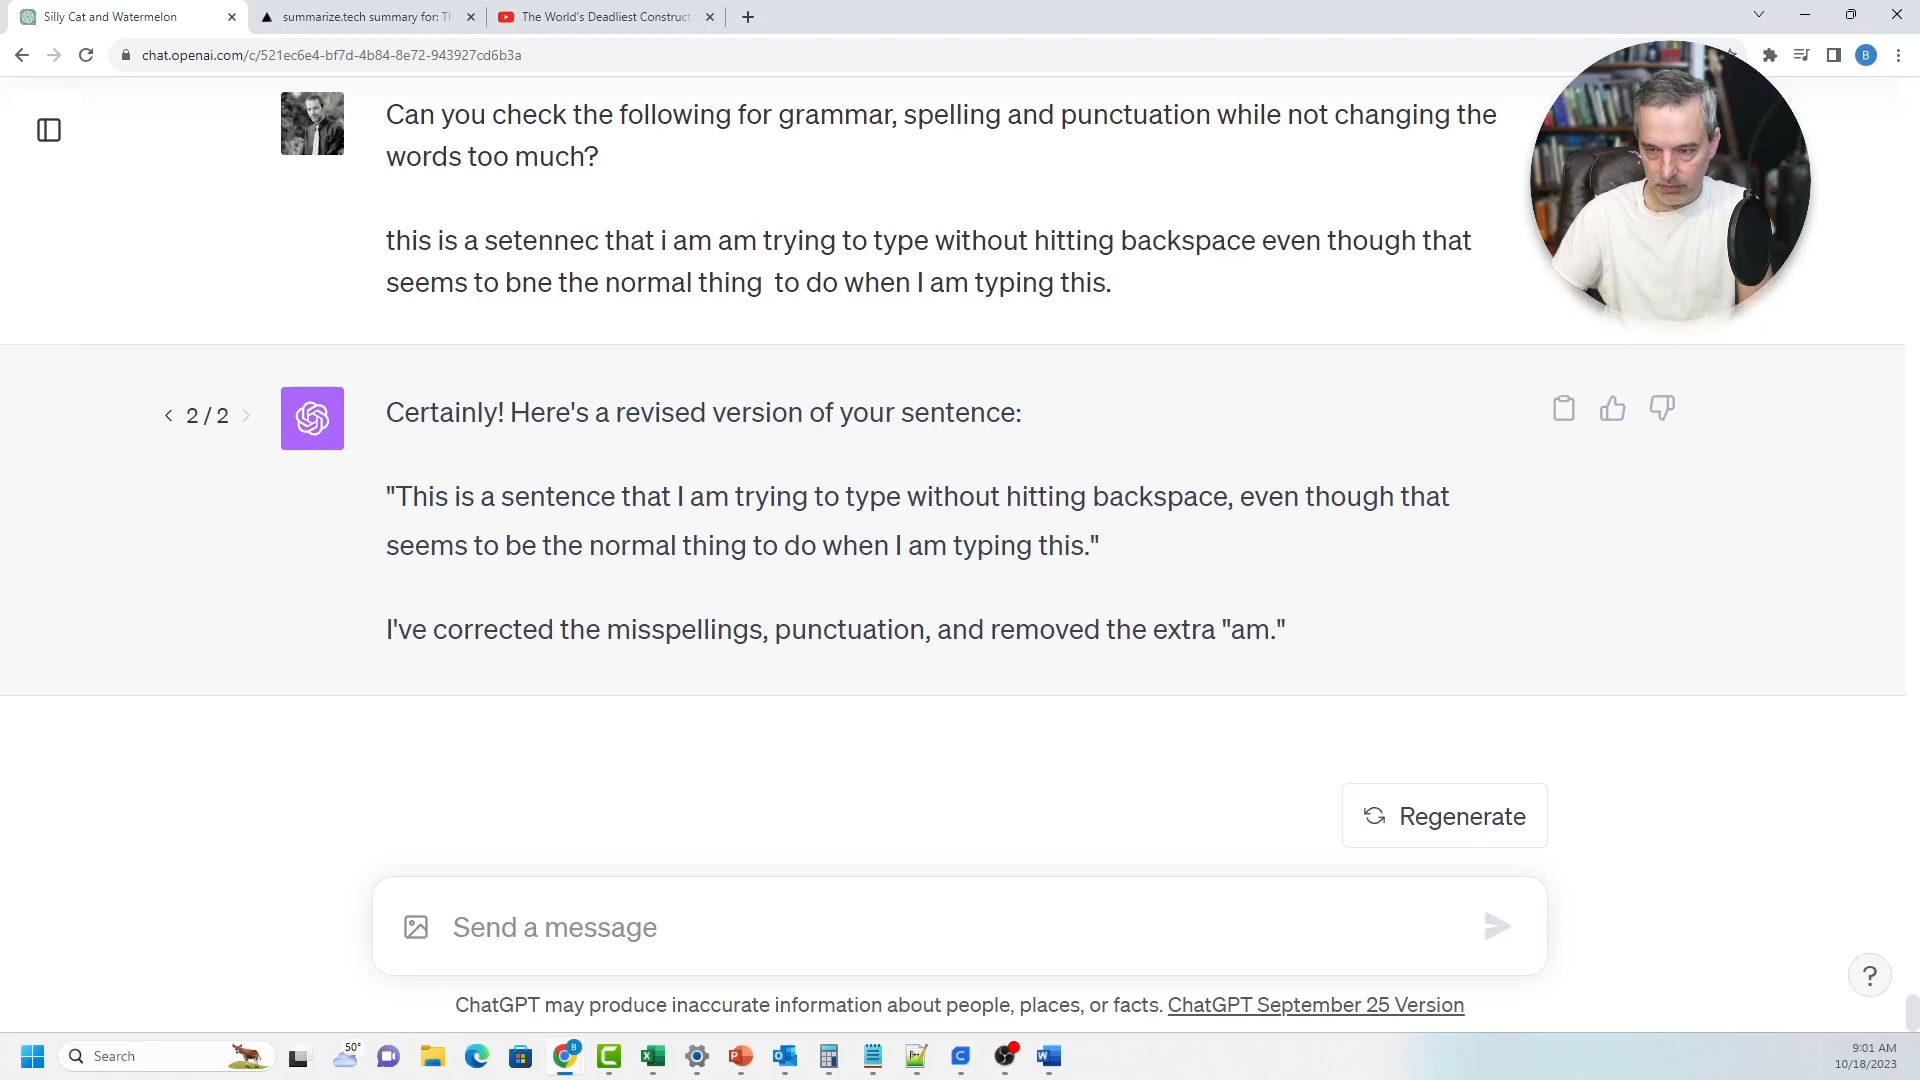 Silly Cat and Watermelon
summarize.tech summary for: Th
The World's Deadliest Construct
chat.openai.com/c/521ec6e4-bf7d-4b84-8e72-943927cd6b3a
B
Can you check the following for grammar, spelling and punctuation while not changing the
words too much?
this is a setennec that i am am trying to type without hitting backspace even though that
seems to bne the normal thing  to do when I am typing this.
2 / 2
Certainly! Here's a revised version of your sentence:
"This is a sentence that I am trying to type without hitting backspace, even though that
seems to be the normal thing to do when I am typing this."
I've corrected the misspellings, punctuation, and removed the extra "am."
Regenerate
Send a message
?
ChatGPT may produce inaccurate information about people, places, or facts. ChatGPT September 25 Version
Search
50°
9:01 AM
10/18/2023